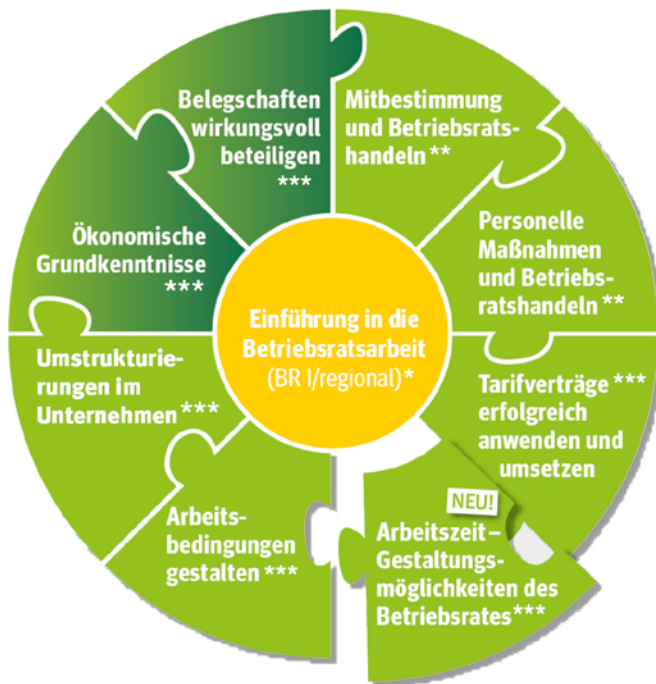 Belegschaften
wirkungsvoll
beteiligen
***
Mitbestimmung
und Betriebsrats-
handeln **
Personelle
Maßnahmen
und Betriebs-
ratshandeln **
Tarifverträge ***
erfolgreich
anwenden und
umsetzen
NEU!
Arbeitszeit –
Gestaltungs-
möglichkeiten des
Betriebsrates ***
Arbeits-
bedingungen
gestalten ***
Umstrukturie-
rungen im
Unternehmen ***
Ökonomische
Grundkenntnisse
***
Einführung in die
Betriebsratsarbeit
(BR I/regional)*